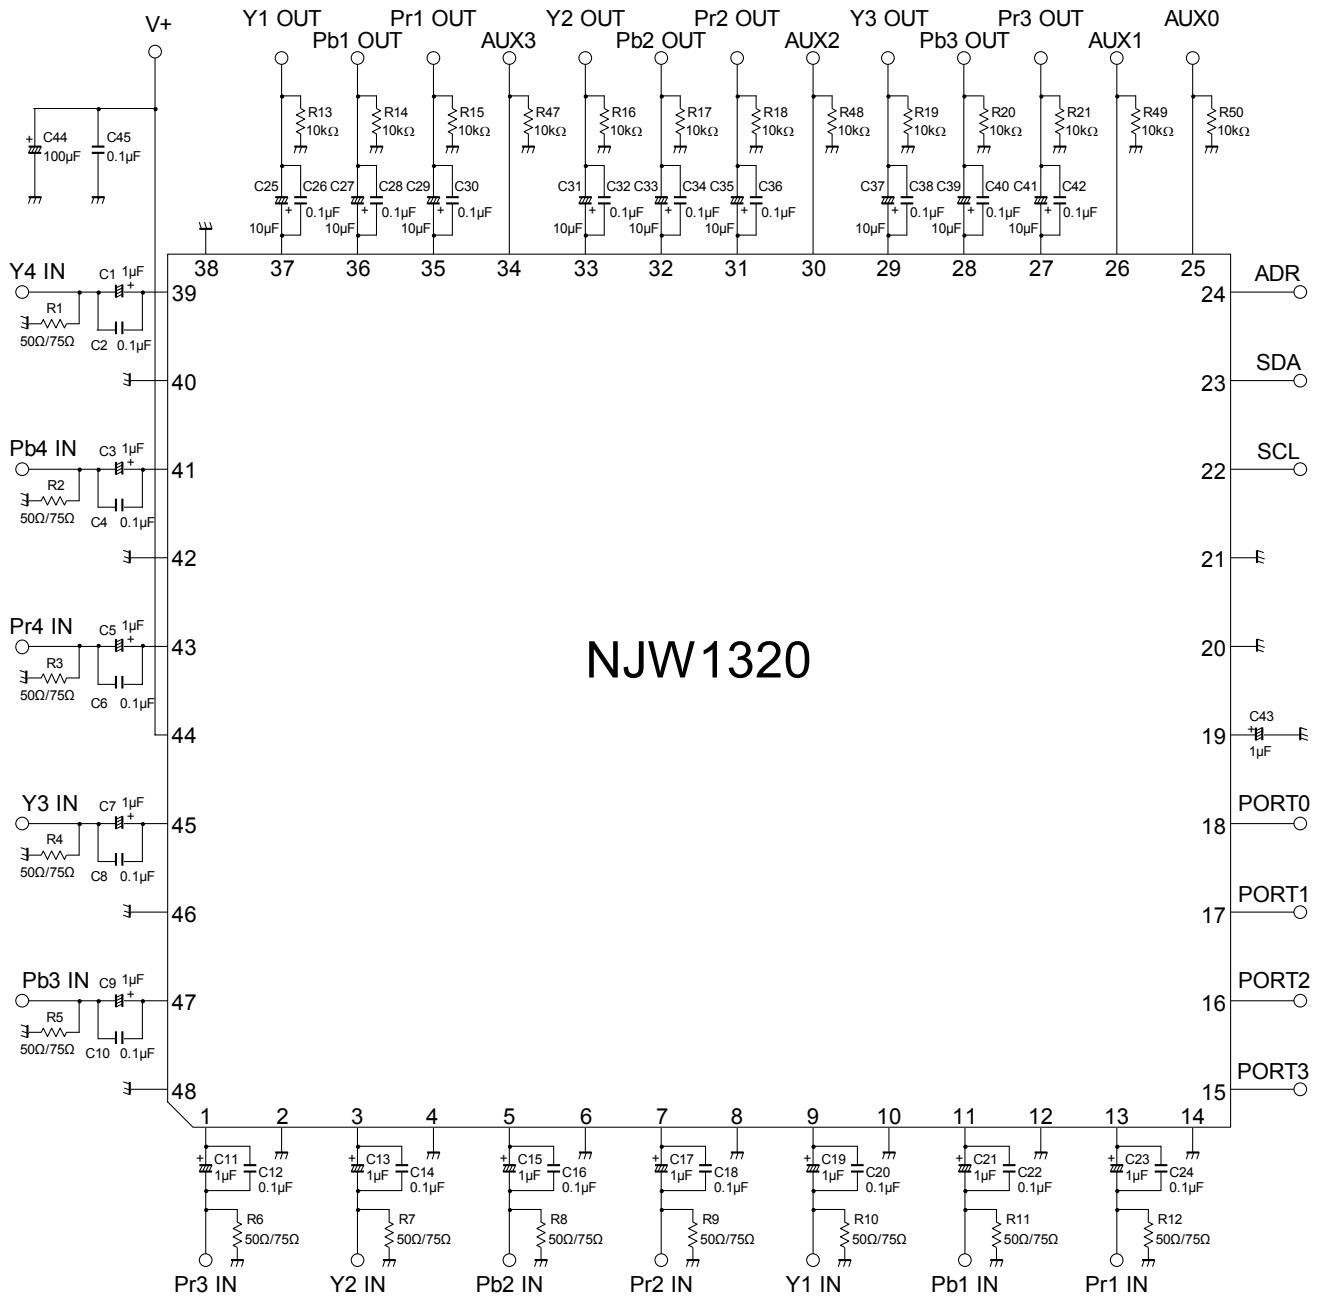 V+
Y1 OUT Pr1 OUT Y2 OUT Pr2 OUT Y3 OUT Pr3 OUT AUX0
Pb1 OUT AUX3 Pb2 OUT AUX2 Pb3 OUT AUX1
+ C44 100µF C45 0.1µF
R13 R14 R15 R47 R16 R17 R18 R48 R19 R20 R21 R49 R50
10kΩ 10kΩ 10kΩ 10kΩ 10kΩ 10kΩ 10kΩ 10kΩ 10kΩ 10kΩ 10kΩ 10kΩ 10kΩ
C25 C26 C27 C28 C29 C30 C31 C32 C33 C34 C35 C36 C37 C38 C39 C40 C41 C42
+ 0.1µF + 0.1µF + 0.1µF + 0.1µF + 0.1µF + 0.1µF + 0.1µF + 0.1µF + 0.1µF
10µF 10µF 10µF 10µF 10µF 10µF 10µF 10µF 10µF
38 37 36 35 34 33 32 31 30 29 28 27 26 25
Y4 IN C1 1µF +
39
R1
50Ω/75Ω C2 0.1µF
40
Pb4 IN C3 1µF +
41
R2
50Ω/75Ω C4 0.1µF
42
Pr4 IN C5 1µF +
43
R3
50Ω/75Ω C6 0.1µF
44
Y3 IN C7 1µF +
45
R4
50Ω/75Ω C8 0.1µF
46
Pb3 IN C9 1µF +
47
R5
50Ω/75Ω C10 0.1µF
48
NJW1320
24 ADR
23 SDA
22 SCL
21
20
19 + C43 1µF
18 PORT0
17 PORT1
16 PORT2
15 PORT3
1 2 3 4 5 6 7 8 9 10 11 12 13 14
+ C11 + C13 + C15 + C17 + C19 + C21 + C23
1µF C12 1µF C14 1µF C16 1µF C18 1µF C20 1µF C22 1µF C24
0.1µF 0.1µF 0.1µF 0.1µF 0.1µF 0.1µF 0.1µF
R6 R7 R8 R9 R10 R11 R12
50Ω/75Ω 50Ω/75Ω 50Ω/75Ω 50Ω/75Ω 50Ω/75Ω 50Ω/75Ω 50Ω/75Ω
Pr3 IN Y2 IN Pb2 IN Pr2 IN Y1 IN Pb1 IN Pr1 IN